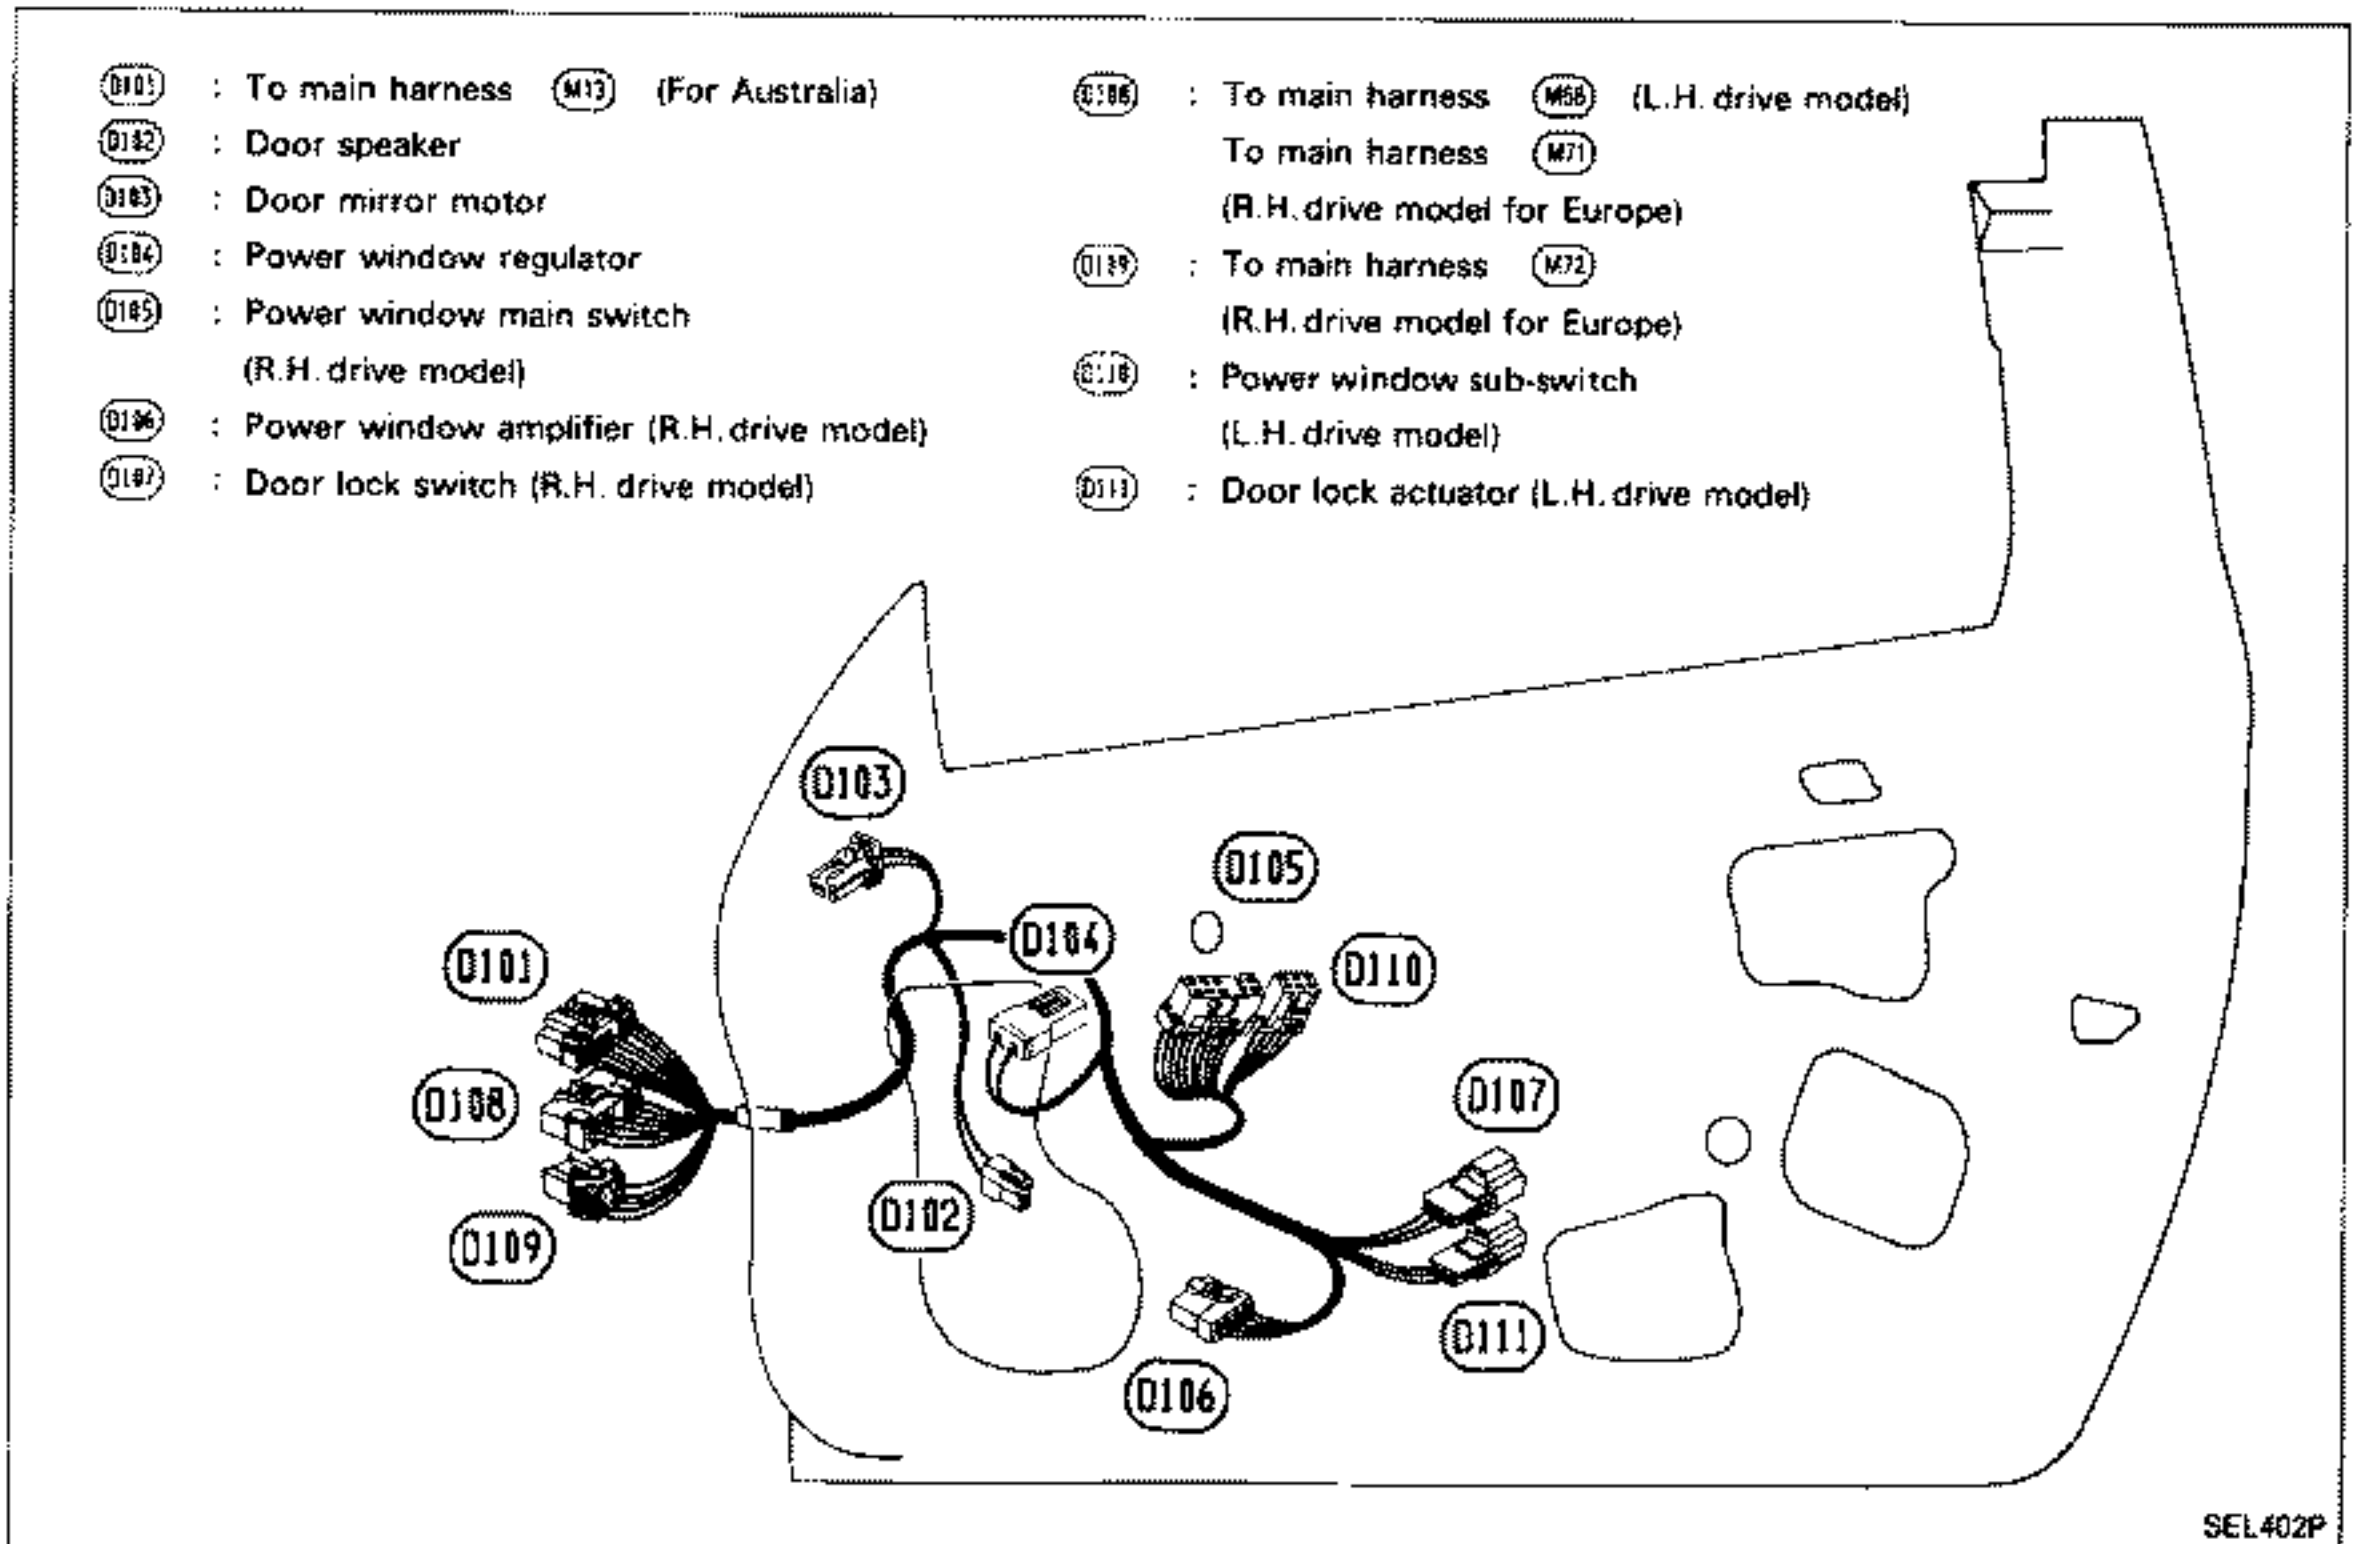 D101 : To main harness M13 (For Australia)
D102 : Door speaker
D103 : Door mirror motor
D104 : Power window regulator
D105 : Power window main switch
(R.H. drive model)
D106 : Power window amplifier (R.H. drive model)
D107 : Door lock switch (R.H. drive model)
D108 : To main harness (L.H. drive model)
To main harness M71
(R.H. drive model for Europe)
D109 : To main harness M72
(R.H. drive model for Europe)
D110 : Power window sub-switch
(L.H. drive model)
D111 : Door lock actuator (L.H. drive model)
D103
D105
D104
D101
D110
D108
D107
D102
D109
D111
D106
SEL402P